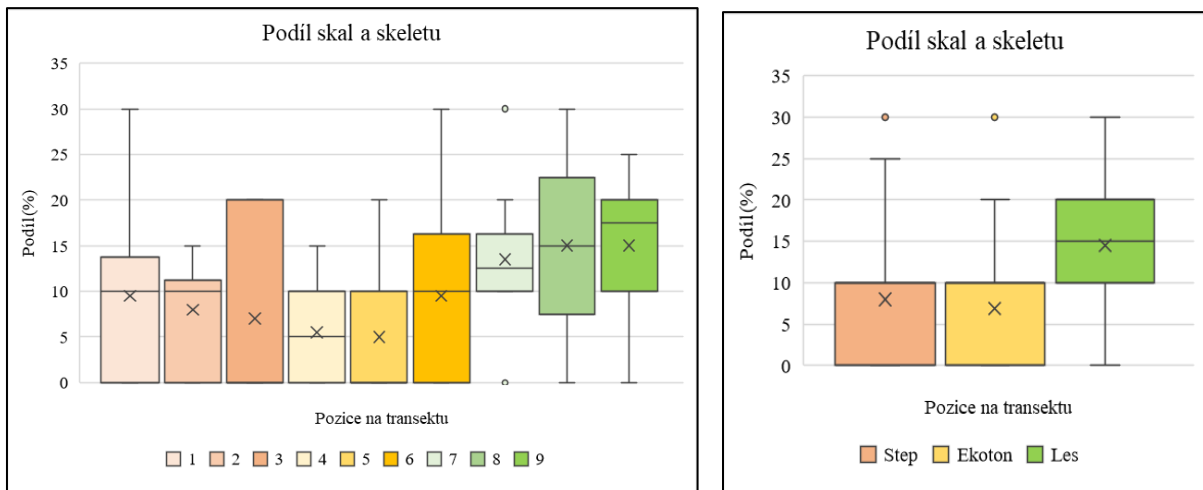 Podíl skal a skeletu
35
30
25
20
15
10
5
0
Podíl(%)
Pozice na transektu
1 2 3 4 5 6 7 8 9
Podíl skal a skeletu
35
30
25
20
15
10
5
0
Podíl(%)
Pozice na transektu
Step Ekoton Les